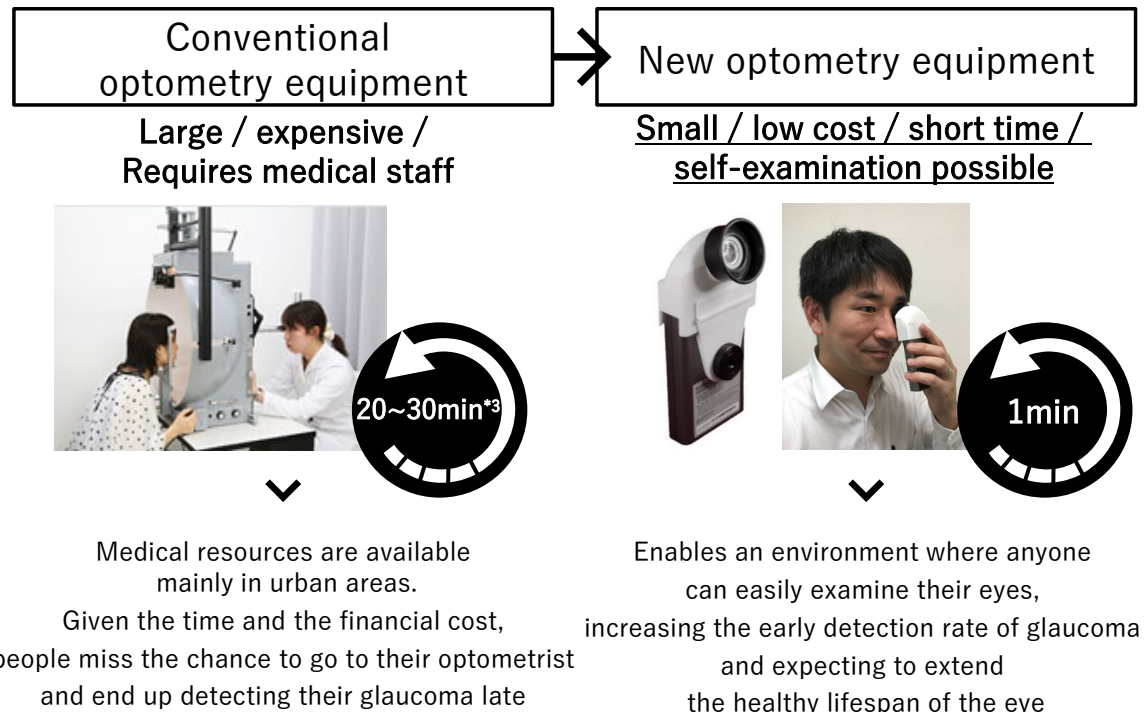 Conventional
optometry equipment
Large / expensive /
Requires medical staff
20~30min*3
Medical resources are available
mainly in urban areas.
Given the time and the financial cost,
people miss the chance to go to their optometrist
and end up detecting their glaucoma late
New optometry equipment
Small / low cost / short time /
self-examination possible
1min
Enables an environment where anyone
can easily examine their eyes,
increasing the early detection rate of glaucoma
and expecting to extend
the healthy lifespan of the eye